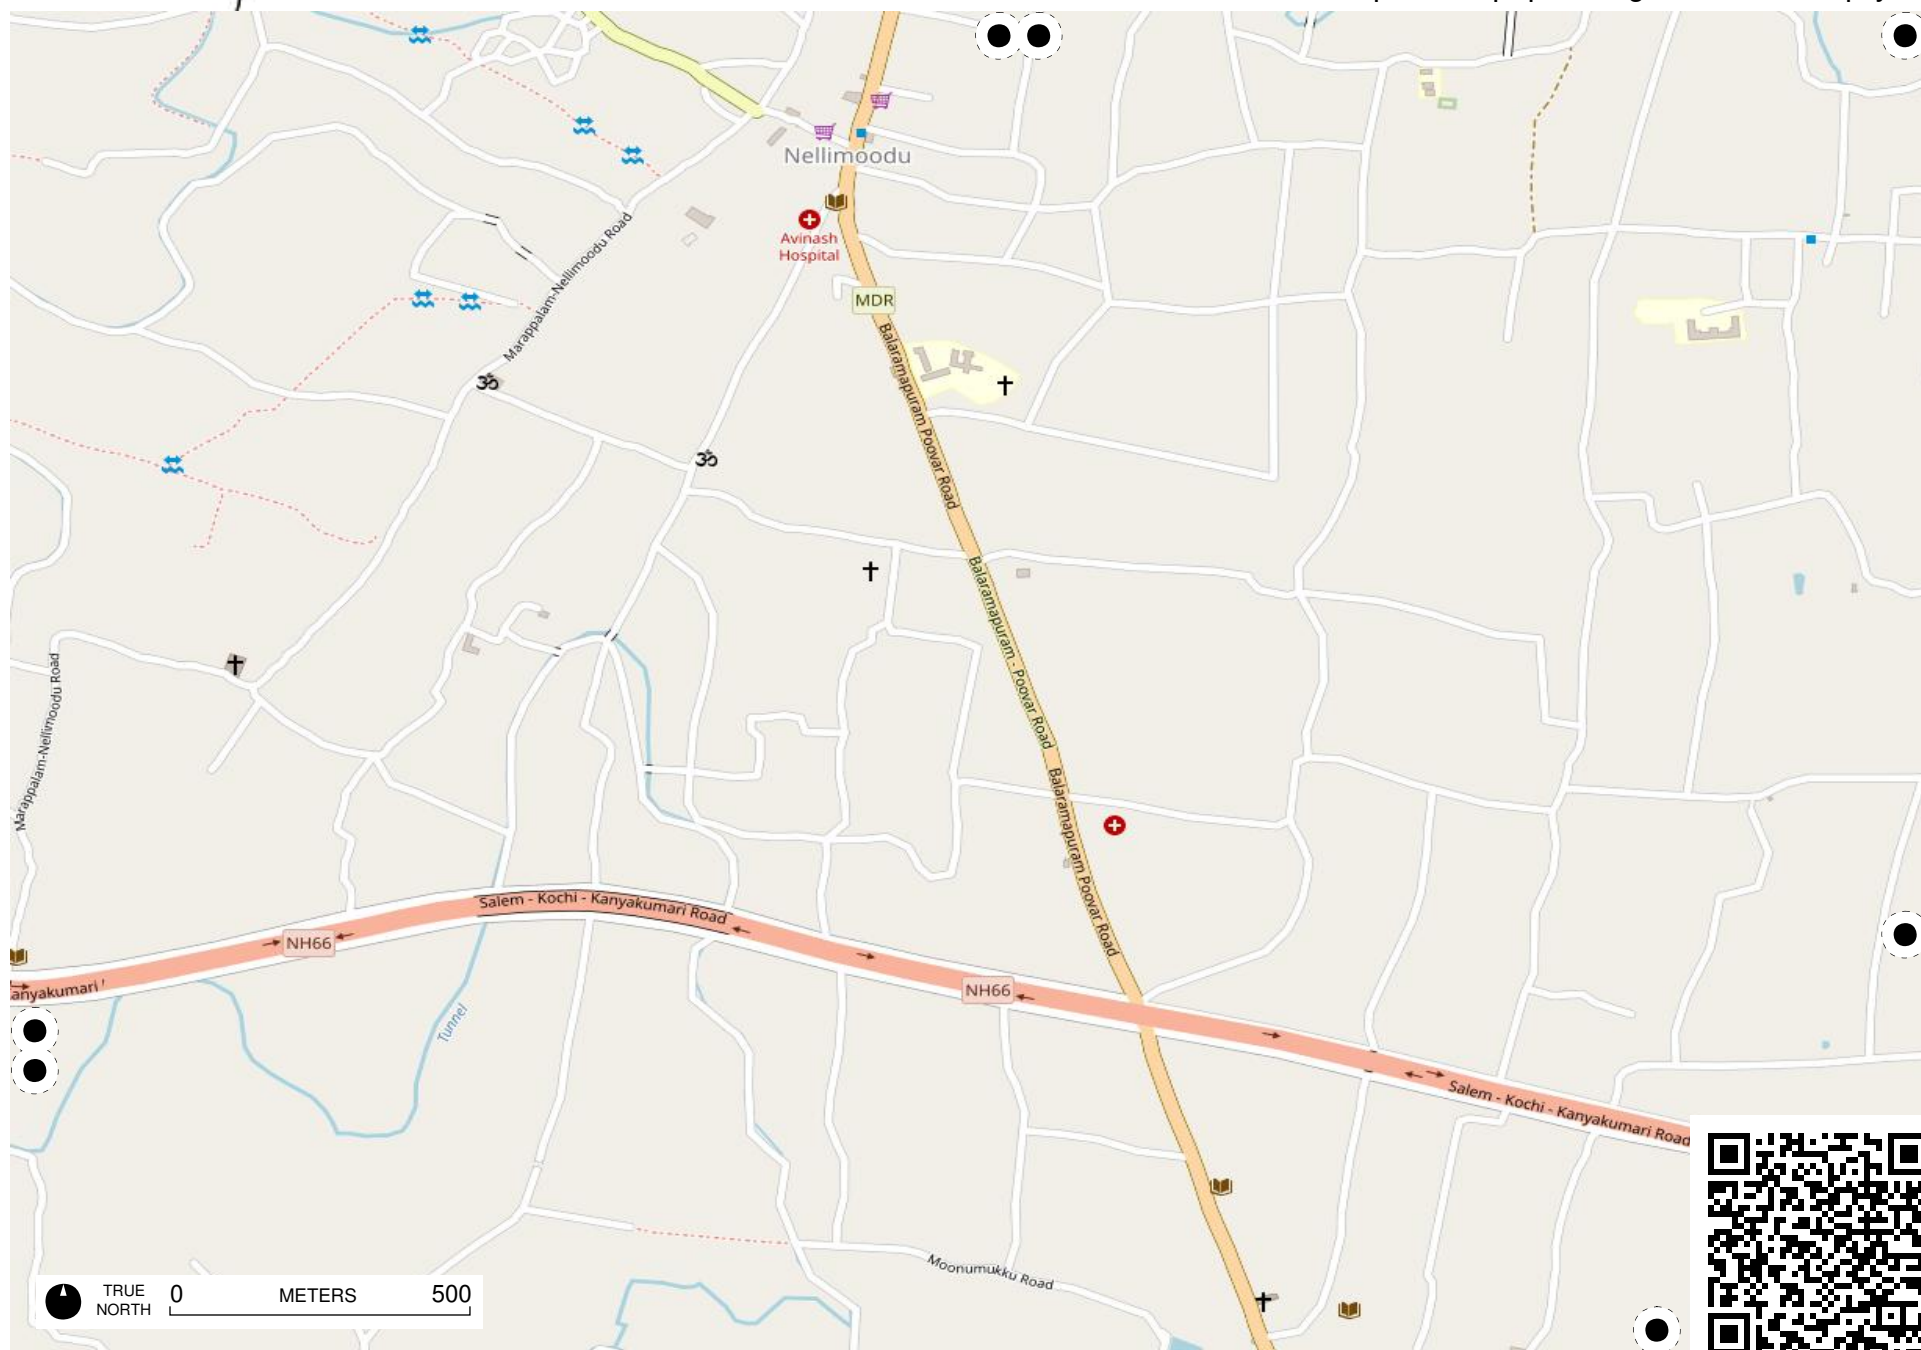 Nellimoodu
Avinash
Hospital
MDR
Marappalam-Nellimoodu Road
Balaramapuram Poovar Road
Balaramapuram - Poovar Road
Balaramapuram Poovar Road
Marappalam-Nellimoodu Road
ॐ
ॐ
Salem - Kochi - Kanyakumari Road
NH66
NH66
Kanyakumari
Salem - Kochi - Kanyakumari Road
Tunnel
Moonumukku Road
TRUE
NORTH
0 METERS 500